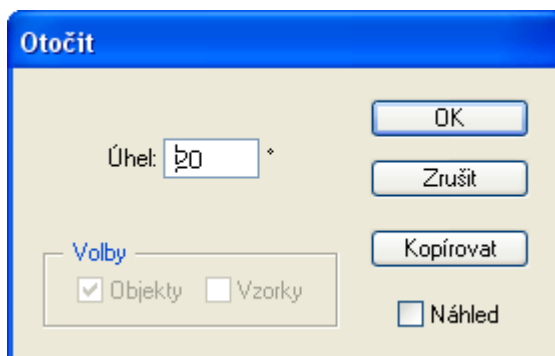 Otočit
OK
Úhel: 20 °
Zrušit
Volby
Kopírovat
Objekty Vzorky
Náhled